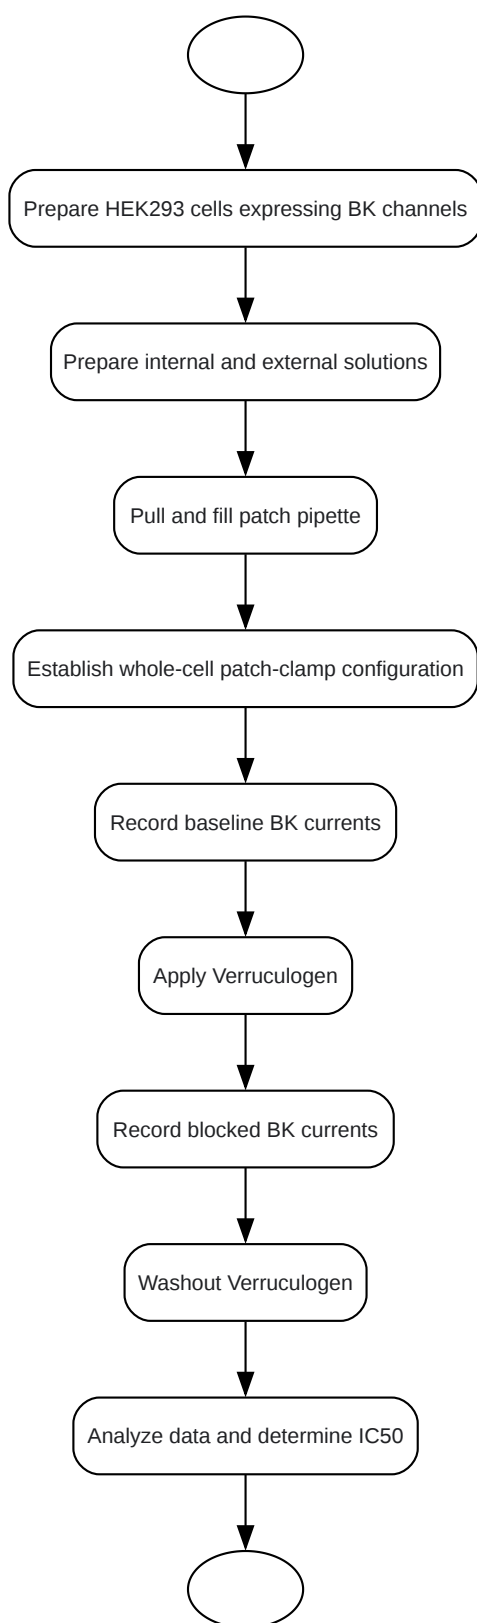 Prepare HEK293 cells expressing BK channels
Prepare internal and external solutions
Pull and fill patch pipette
Establish whole-cell patch-clamp configuration
Record baseline BK currents
Apply Verruculogen
Record blocked BK currents
Washout Verruculogen
Analyze data and determine IC50